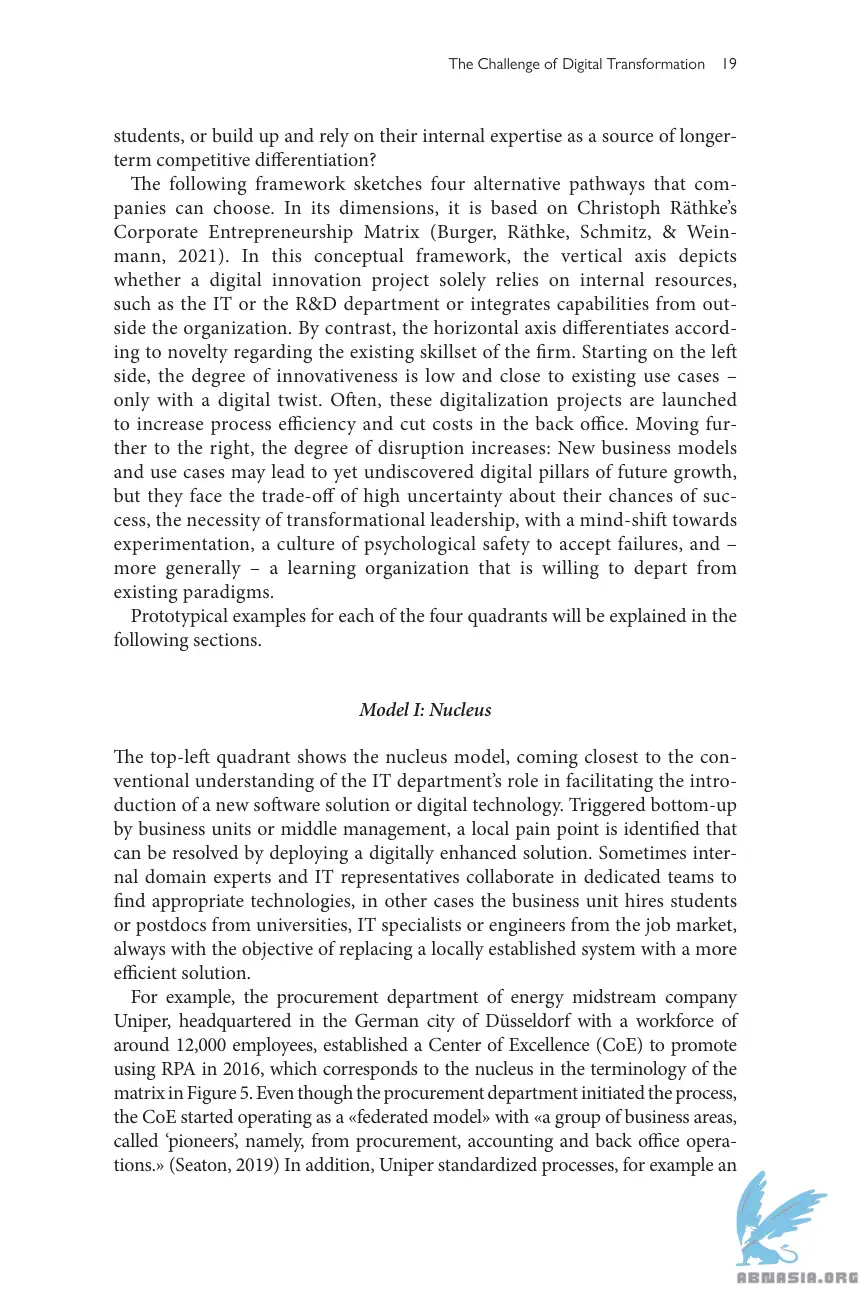 The Challenge of Digital Transformation 19
students, or build up and rely on their internal expertise as a source of longer-
term competitive differentiation?
The following framework sketches four alternative pathways that com-
panies can choose. In its dimensions, it is based on Christoph Räthke’s
Corporate Entrepreneurship Matrix (Burger, Räthke, Schmitz, & Wein-
mann, 2021). In this conceptual framework, the vertical axis depicts
whether a digital innovation project solely relies on internal resources,
such as the IT or the R&D department or integrates capabilities from out-
side the organization. By contrast, the horizontal axis differentiates accord-
ing to novelty regarding the existing skillset of the firm. Starting on the left
side, the degree of innovativeness is low and close to existing use cases –
only with a digital twist. Often, these digitalization projects are launched
to increase process efficiency and cut costs in the back office. Moving fur-
ther to the right, the degree of disruption increases: New business models
and use cases may lead to yet undiscovered digital pillars of future growth,
but they face the trade-off of high uncertainty about their chances of suc-
cess, the necessity of transformational leadership, with a mind-shift towards
experimentation, a culture of psychological safety to accept failures, and –
more generally – a learning organization that is willing to depart from
existing paradigms.
Prototypical examples for each of the four quadrants will be explained in the
following sections.
Model I: Nucleus
The top-left quadrant shows the nucleus model, coming closest to the con-
ventional understanding of the IT department’s role in facilitating the intro-
duction of a new software solution or digital technology. Triggered bottom-up
by business units or middle management, a local pain point is identified that
can be resolved by deploying a digitally enhanced solution. Sometimes inter-
nal domain experts and IT representatives collaborate in dedicated teams to
find appropriate technologies, in other cases the business unit hires students
or postdocs from universities, IT specialists or engineers from the job market,
always with the objective of replacing a locally established system with a more
efficient solution.
For example, the procurement department of energy midstream company
Uniper, headquartered in the German city of Düsseldorf with a workforce of
around 12,000 employees, established a Center of Excellence (CoE) to promote
using RPA in 2016, which corresponds to the nucleus in the terminology of the
matrix in Figure 5. Even though the procurement department initiated the process,
the CoE started operating as a «federated model» with «a group of business areas,
called ‘pioneers’, namely, from procurement, accounting and back office opera-
tions.» (Seaton, 2019) In addition, Uniper standardized processes, for example an
ABNASIA.ORG